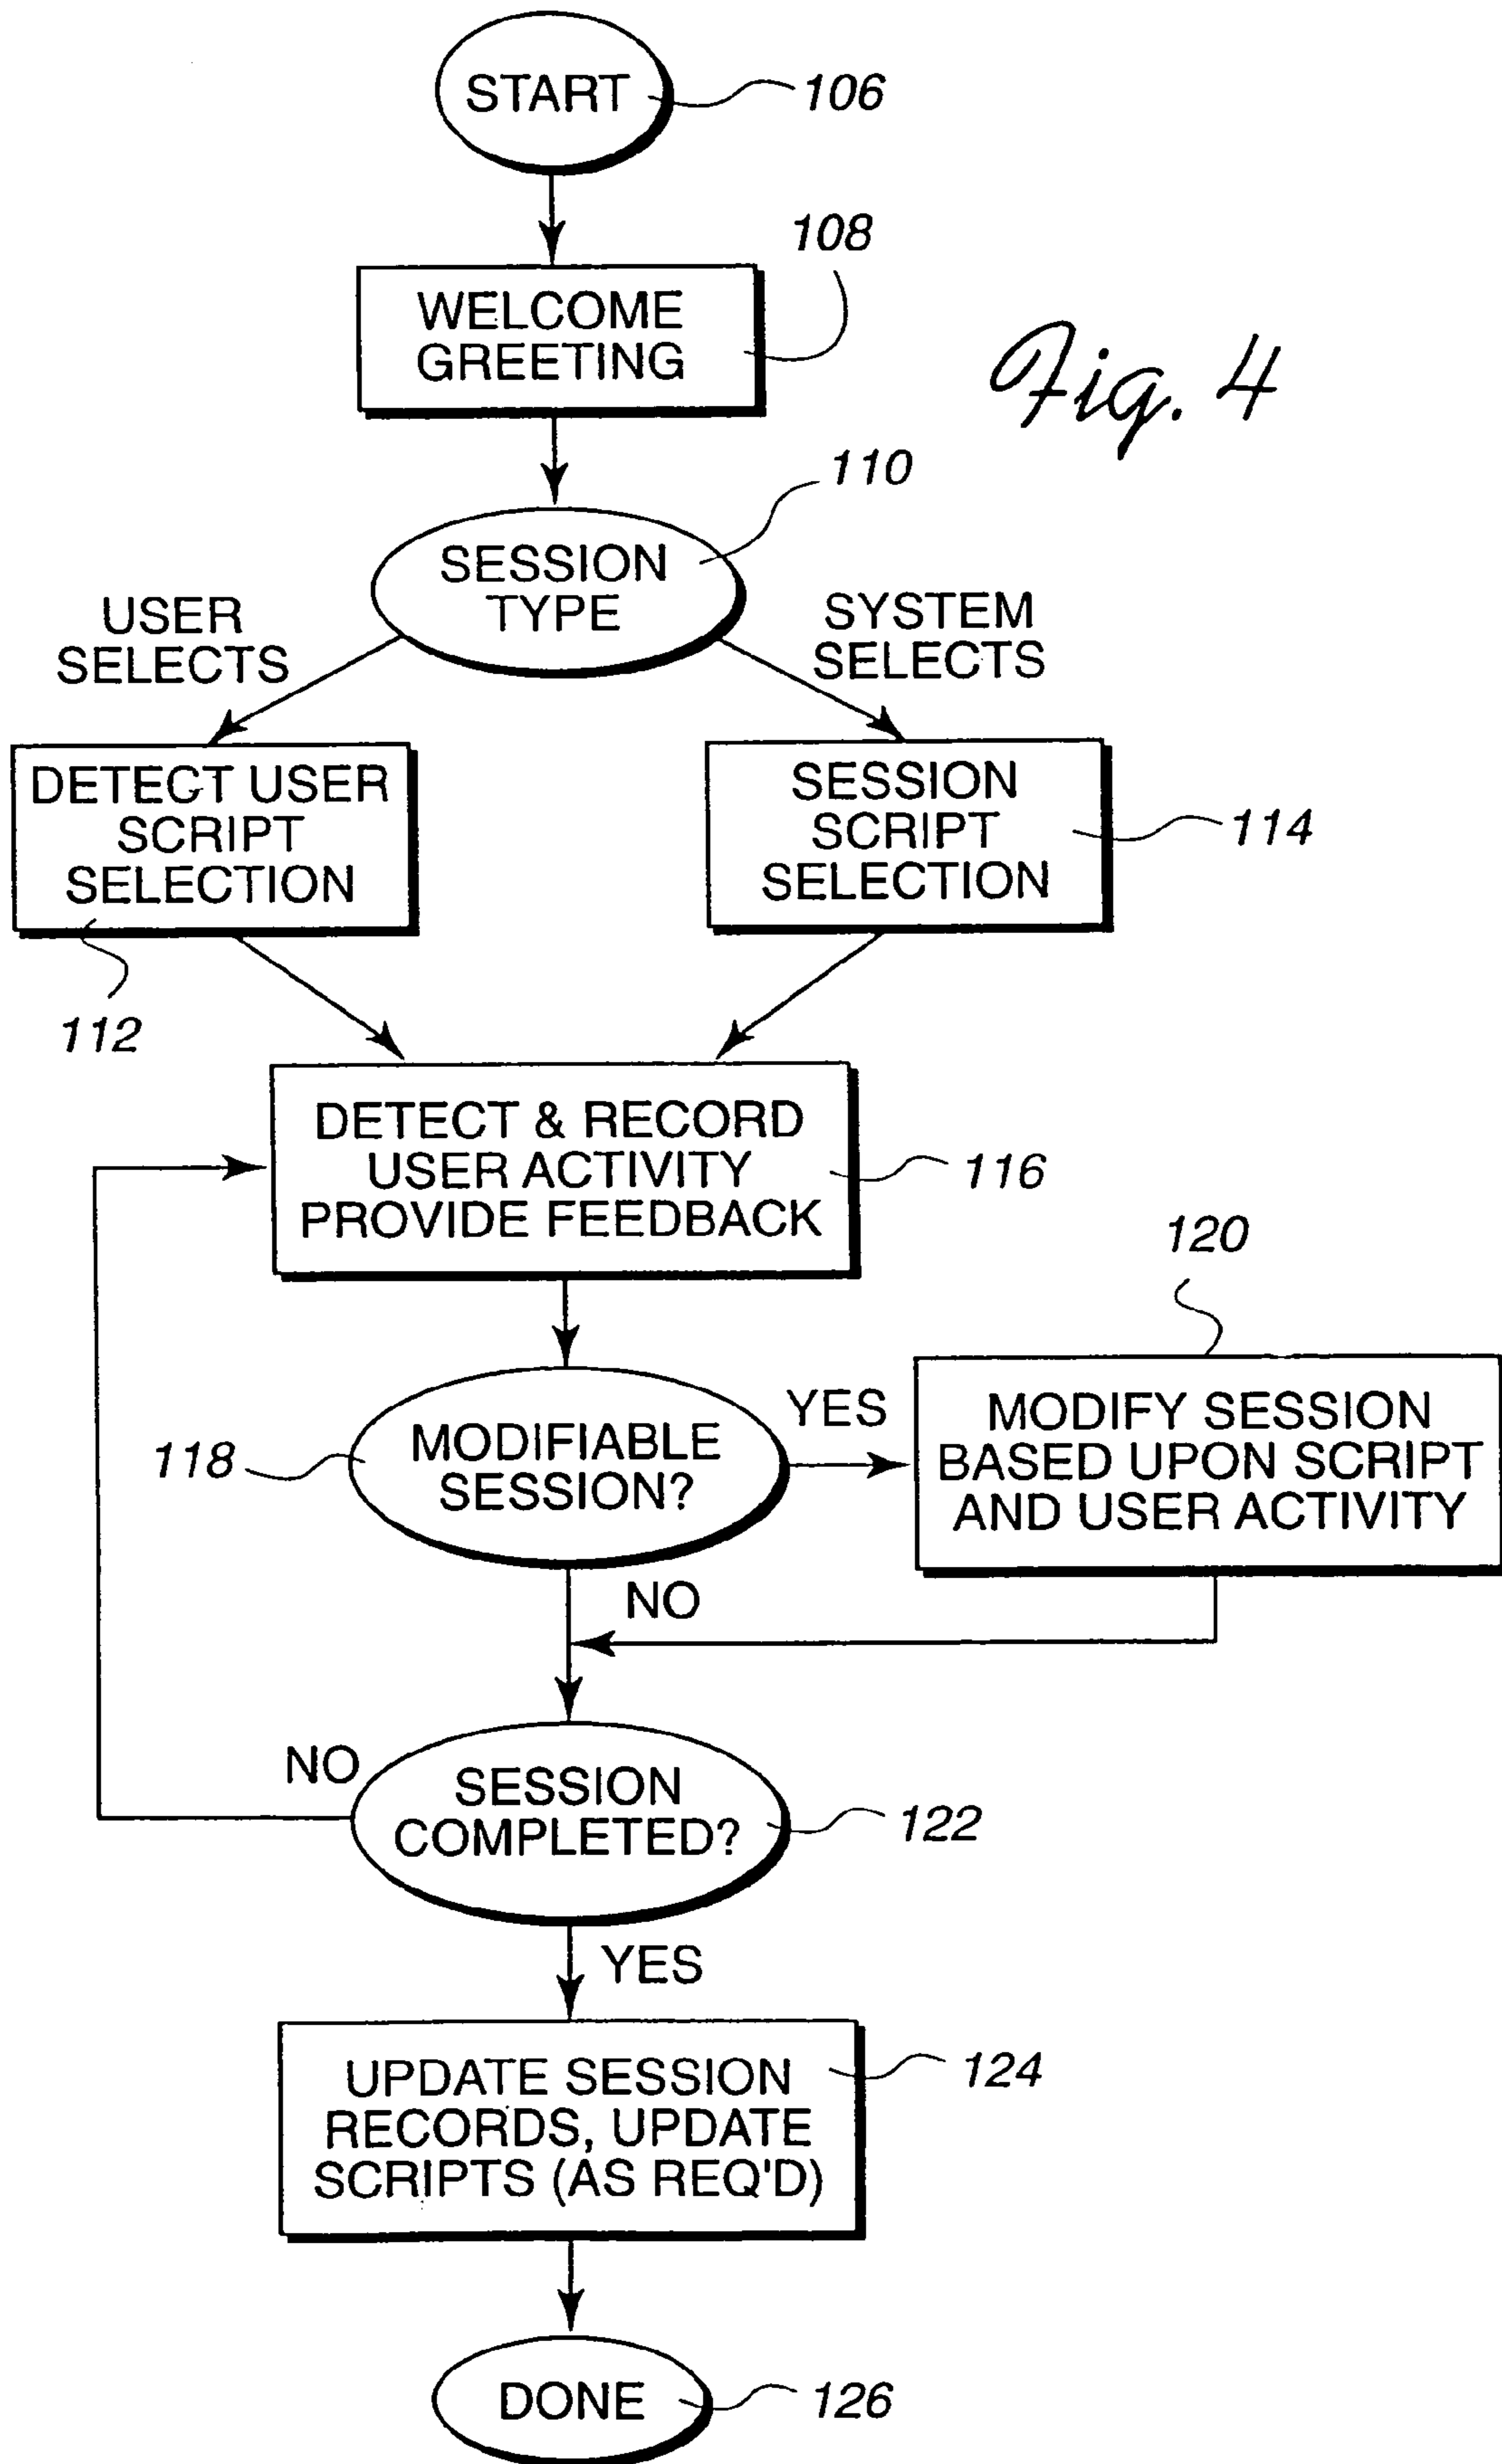 START
106
108
WELCOME
GREETING
Fig. 4
110
SESSION
TYPE
USER
SELECTS
SYSTEM
SELECTS
DETECT USER
SCRIPT
SELECTION
SESSION
SCRIPT
SELECTION
114
112
DETECT & RECORD
USER ACTIVITY
PROVIDE FEEDBACK
116
120
118
MODIFIABLE
SESSION?
YES
MODIFY SESSION
BASED UPON SCRIPT
AND USER ACTIVITY
NO
NO
SESSION
COMPLETED?
122
YES
UPDATE SESSION
RECORDS, UPDATE
SCRIPTS (AS REQ'D)
124
DONE
126